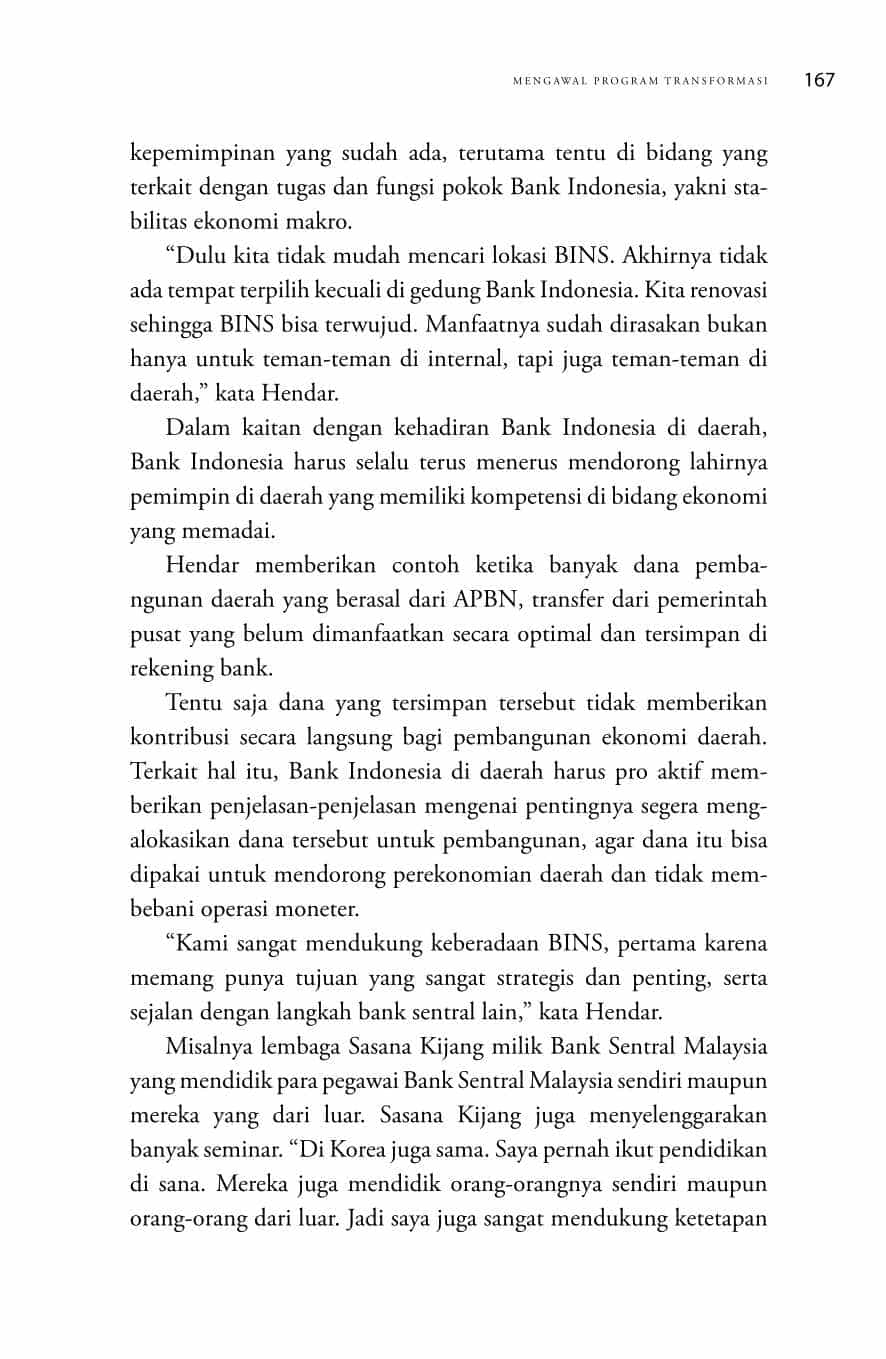 MENGAWAL PROGRAM TRANSFORMASI 167
kepemimpinan yang sudah ada, terutama tentu di bidang yang
terkait dengan tugas dan fungsi pokok Bank Indonesia, yakni sta-
bilitas ekonomi makro.
“Dulu kita tidak mudah mencari lokasi BINS. Akhirnya tidak
ada tempat terpilih kecuali di gedung Bank Indonesia. Kita renovasi
sehingga BINS bisa terwujud. Manfaatnya sudah dirasakan bukan
hanya untuk teman-teman di internal, tapi juga teman-teman di
daerah,” kata Hendar.
Dalam kaitan dengan kehadiran Bank Indonesia di daerah,
Bank Indonesia harus selalu terus menerus mendorong lahirnya
pemimpin di daerah yang memiliki kompetensi di bidang ekonomi
yang memadai.
Hendar memberikan contoh ketika banyak dana pemba-
ngunan daerah yang berasal dari APBN, transfer dari pemerintah
pusat yang belum dimanfaatkan secara optimal dan tersimpan di
rekening bank.
Tentu saja dana yang tersimpan tersebut tidak memberikan
kontribusi secara langsung bagi pembangunan ekonomi daerah.
Terkait hal itu, Bank Indonesia di daerah harus pro aktif mem-
berikan penjelasan-penjelasan mengenai pentingnya segera meng-
alokasikan dana tersebut untuk pembangunan, agar dana itu bisa
dipakai untuk mendorong perekonomian daerah dan tidak mem-
bebani operasi moneter.
“Kami sangat mendukung keberadaan BINS, pertama karena
memang punya tujuan yang sangat strategis dan penting, serta
sejalan dengan langkah bank sentral lain,” kata Hendar.
Misalnya lembaga Sasana Kijang milik Bank Sentral Malaysia
yang mendidik para pegawai Bank Sentral Malaysia sendiri maupun
mereka yang dari luar. Sasana Kijang juga menyelenggarakan
banyak seminar. “Di Korea juga sama. Saya pernah ikut pendidikan
di sana. Mereka juga mendidik orang-orangnya sendiri maupun
orang-orang dari luar. Jadi saya juga sangat mendukung ketetapan